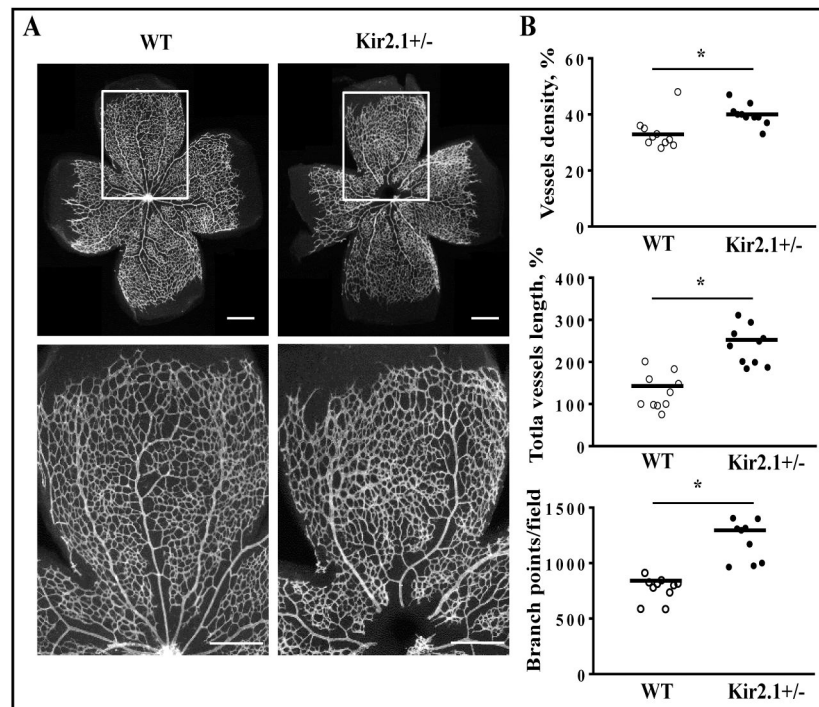 A
WT
Kir2.1+/-
B
Vessels density, %
60
40
20
0
*
WT
Kir2.1+/-
Totla vessels length, %
400
300
200
100
0
*
WT
Kir2.1+/-
Branch points/field
1500
1000
500
0
*
WT
Kir2.1+/-